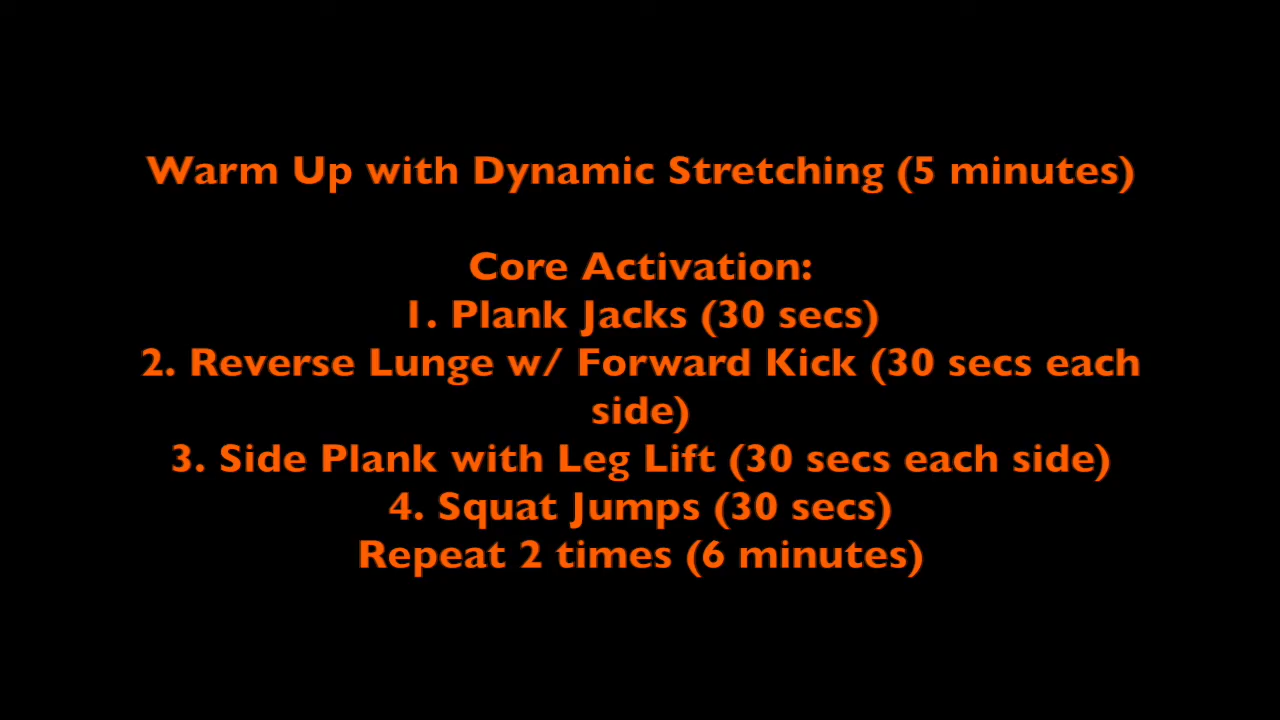 Warm Up with Dynamic Stretching (5 minutes)
Core Activation:
1. Plank Jacks (30 secs)
2. Reverse Lunge w/ Forward Kick (30 secs each
side)
3. Side Plank with Leg Lift (30 secs each side)
4. Squat Jumps (30 secs)
Repeat 2 times (6 minutes)